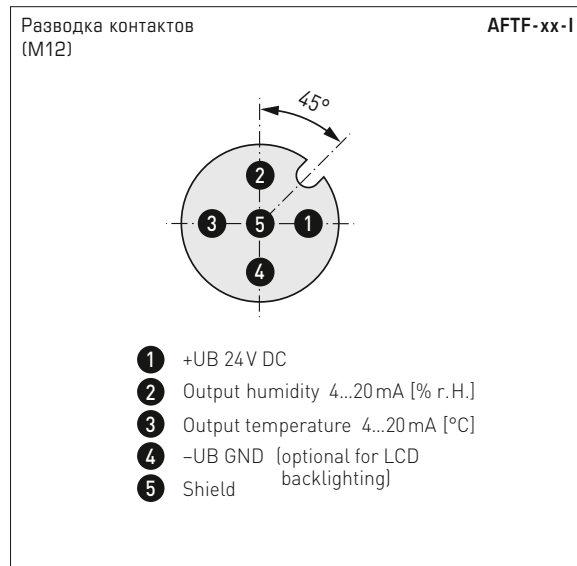 Разводка контактов
(M12)
AFTF-xx-I
45°
2
3
5
1
4
1 +UB 24V DC
2 Output humidity 4...20mA [% r.H.]
3 Output temperature 4...20mA [°C]
4 –UB GND (optional for LCD
backlighting)
5 Shield